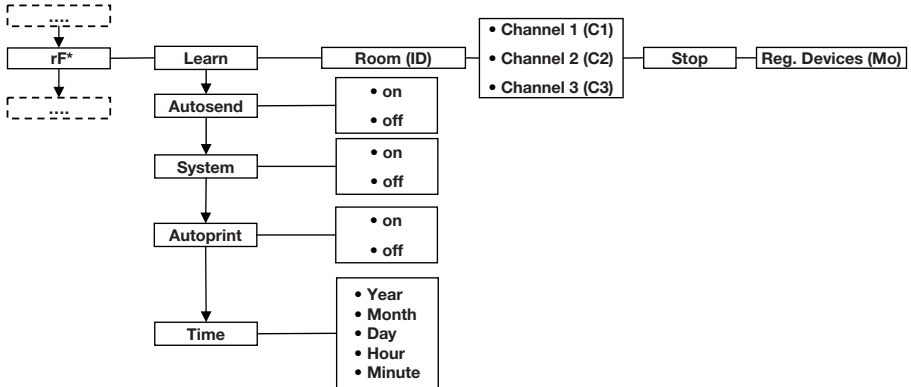 ....
rF*
....
Learn
Room (ID)
• Channel 1 (C1)
• Channel 2 (C2)
• Channel 3 (C3)
Stop
Reg. Devices (Mo)
Autosend
• on
• off
System
• on
• off
Autoprint
• on
• off
Time
• Year
• Month
• Day
• Hour
• Minute